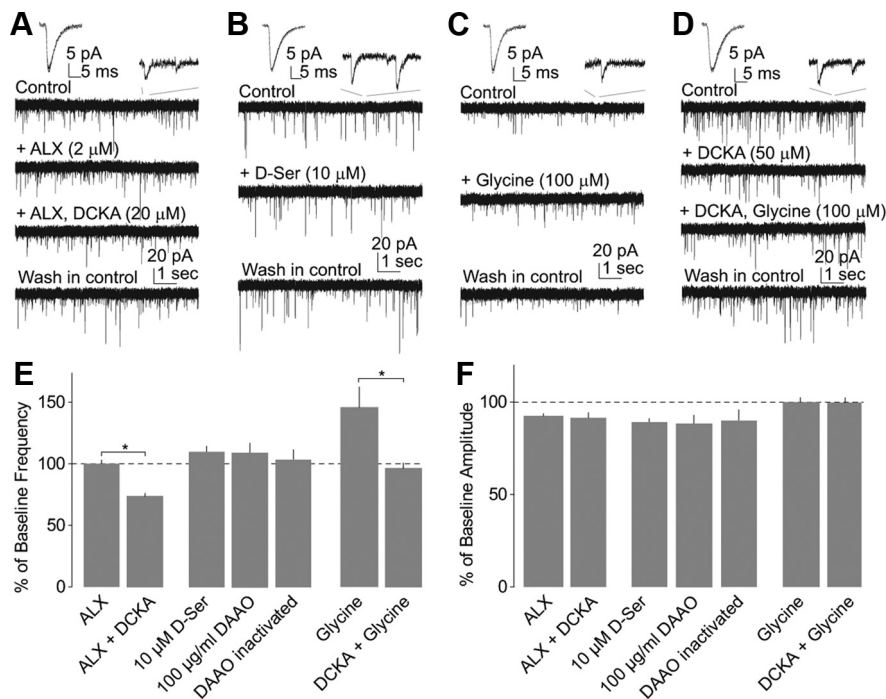 A
5 pA
5 ms
Control
+ ALX (2 µM)
+ ALX, DCKA (20 µM)
20 pA
1 sec
Wash in control
B
5 pA
5 ms
Control
+ D-Ser (10 µM)
20 pA
1 sec
Wash in control
C
5 pA
5 ms
Control
+ Glycine (100 µM)
20 pA
1 sec
Wash in control
D
5 pA
5 ms
Control
+ DCKA (50 µM)
+ DCKA, Glycine (100 µM)
20 pA
1 sec
Wash in control
E
% of Baseline Frequency
150
100
50
0
*
*
ALX
ALX + DCKA
10 µM D-Ser
100 µg/ml DAAO
DAAO inactivated
Glycine
DCKA + Glycine
F
% of Baseline Amplitude
100
50
0
ALX
ALX + DCKA
10 µM D-Ser
100 µg/ml DAAO
DAAO inactivated
Glycine
DCKA + Glycine